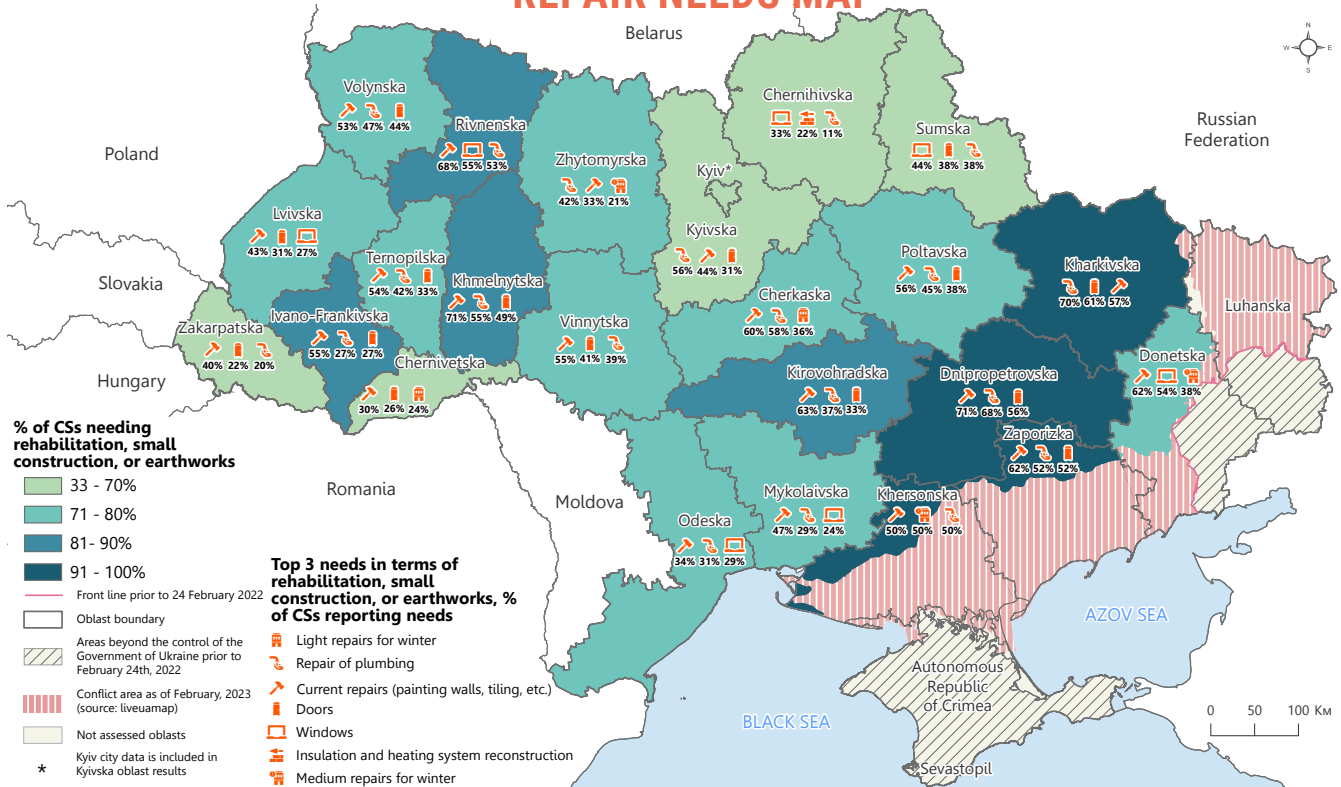 REPAIR NEEDS MAP
Belarus
N
W
E
S
Volynska
53% 47% 44%
Rivnenska
68% 55% 53%
Zhytomyrska
42% 33% 21%
Kyiv*
Kyivska
56% 44% 31%
Chernihivska
33% 22% 11%
Sumska
44% 38% 38%
Russian
Federation
Poland
Lvivska
43% 31% 27%
Ternopilska
54% 42% 33%
Khmelnytska
71% 55% 49%
Poltavska
56% 45% 38%
Kharkivska
70% 61% 57%
Luhanska
Slovakia
Zakarpatska
40% 22% 20%
Ivano-Frankivska
55% 27% 27%
Chernivetska
30% 26% 24%
Vinnytska
55% 41% 39%
Cherkaska
60% 58% 36%
Kirovohradska
63% 37% 33%
Dnipropetrovska
71% 68% 56%
Donetska
62% 54% 38%
Zaporizka
62% 52% 52%
Hungary
Romania
Moldova
Odeska
34% 31% 29%
Mykolaivska
47% 29% 24%
Khersonska
50% 50% 50%
AZOV SEA
Autonomous
Republic
of Crimea
BLACK SEA
Sevastopil
0 50 100 Км
% of CSs needing
rehabilitation, small
construction, or earthworks
33 - 70%
71 - 80%
81- 90%
91 - 100%
Front line prior to 24 February 2022
Oblast boundary
Areas beyond the control of the
Government of Ukraine prior to
February 24th, 2022
Conflict area as of February, 2023
(source: liveuamap)
Not assessed oblasts
* Kyiv city data is included in
Kyivska oblast results
Top 3 needs in terms of
rehabilitation, small
construction, or earthworks, %
of CSs reporting needs
Light repairs for winter
Repair of plumbing
Current repairs (painting walls, tiling, etc.)
Doors
Windows
Insulation and heating system reconstruction
Medium repairs for winter